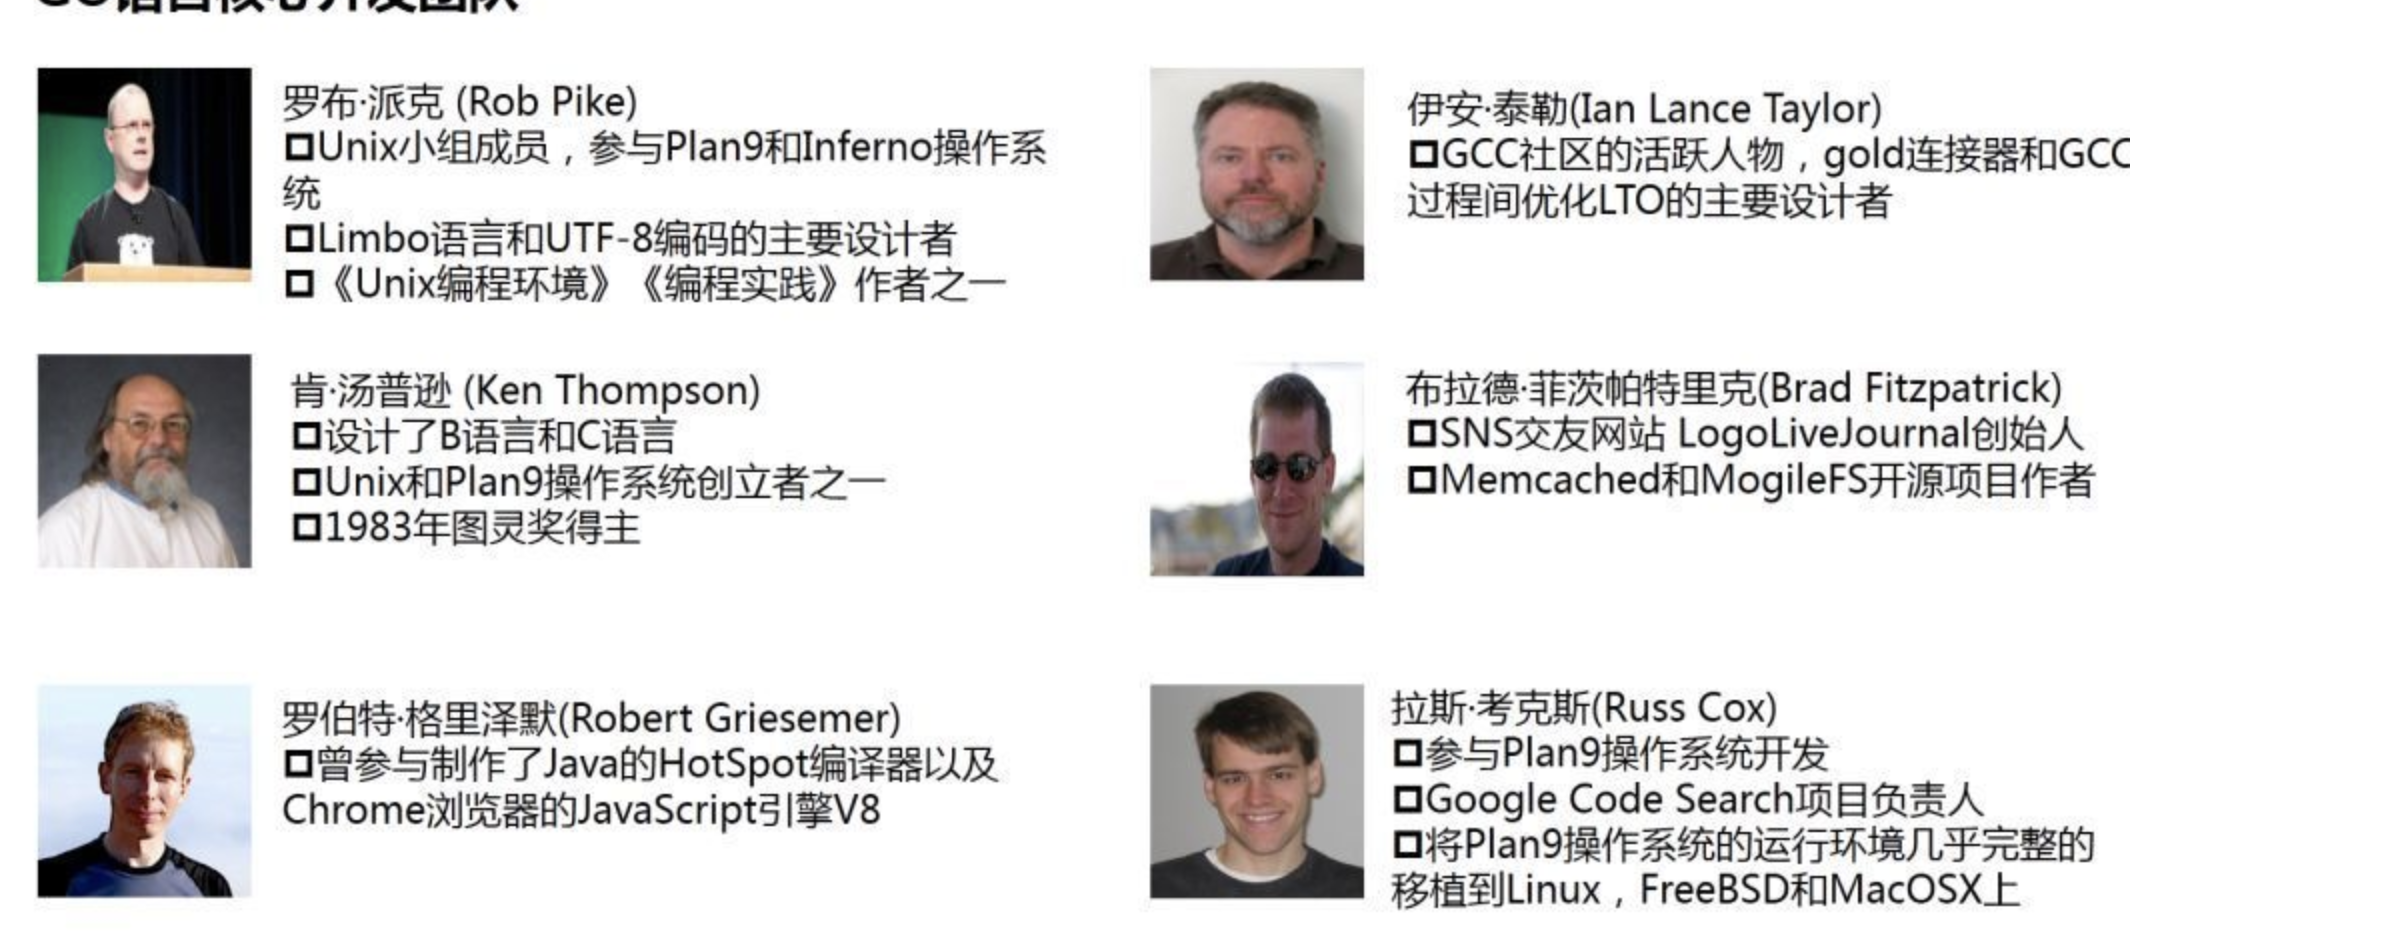 GO语言核心开发团队
罗布·派克 (Rob Pike)
Unix小组成员，参与Plan9和Inferno操作系
统
Limbo语言和UTF-8编码的主要设计者
《Unix编程环境》《编程实践》作者之一
肯·汤普逊 (Ken Thompson)
设计了B语言和C语言
Unix和Plan9操作系统创立者之一
1983年图灵奖得主
罗伯特·格里泽默(Robert Griesemer)
曾参与制作了Java的HotSpot编译器以及
Chrome浏览器的JavaScript引擎V8
伊安·泰勒(Ian Lance Taylor)
GCC社区的活跃人物，gold连接器和GCC
过程间优化LTO的主要设计者
布拉德·菲茨帕特里克(Brad Fitzpatrick)
SNS交友网站 LogoLiveJournal创始人
Memcached和MogileFS开源项目作者
拉斯·考克斯(Russ Cox)
参与Plan9操作系统开发
Google Code Search项目负责人
将Plan9操作系统的运行环境几乎完整的
移植到Linux，FreeBSD和MacOSX上